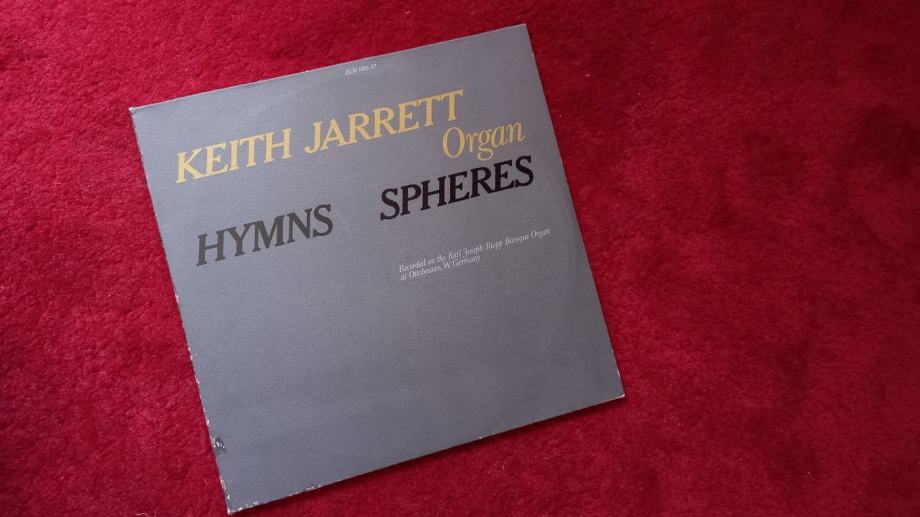 ECM 1086/87
KEITH JARRETT
Organ
HYMNS SPHERES
Recorded on the Karl Joseph Riepp Baroque Organ
at Ottobeuren, W Germany